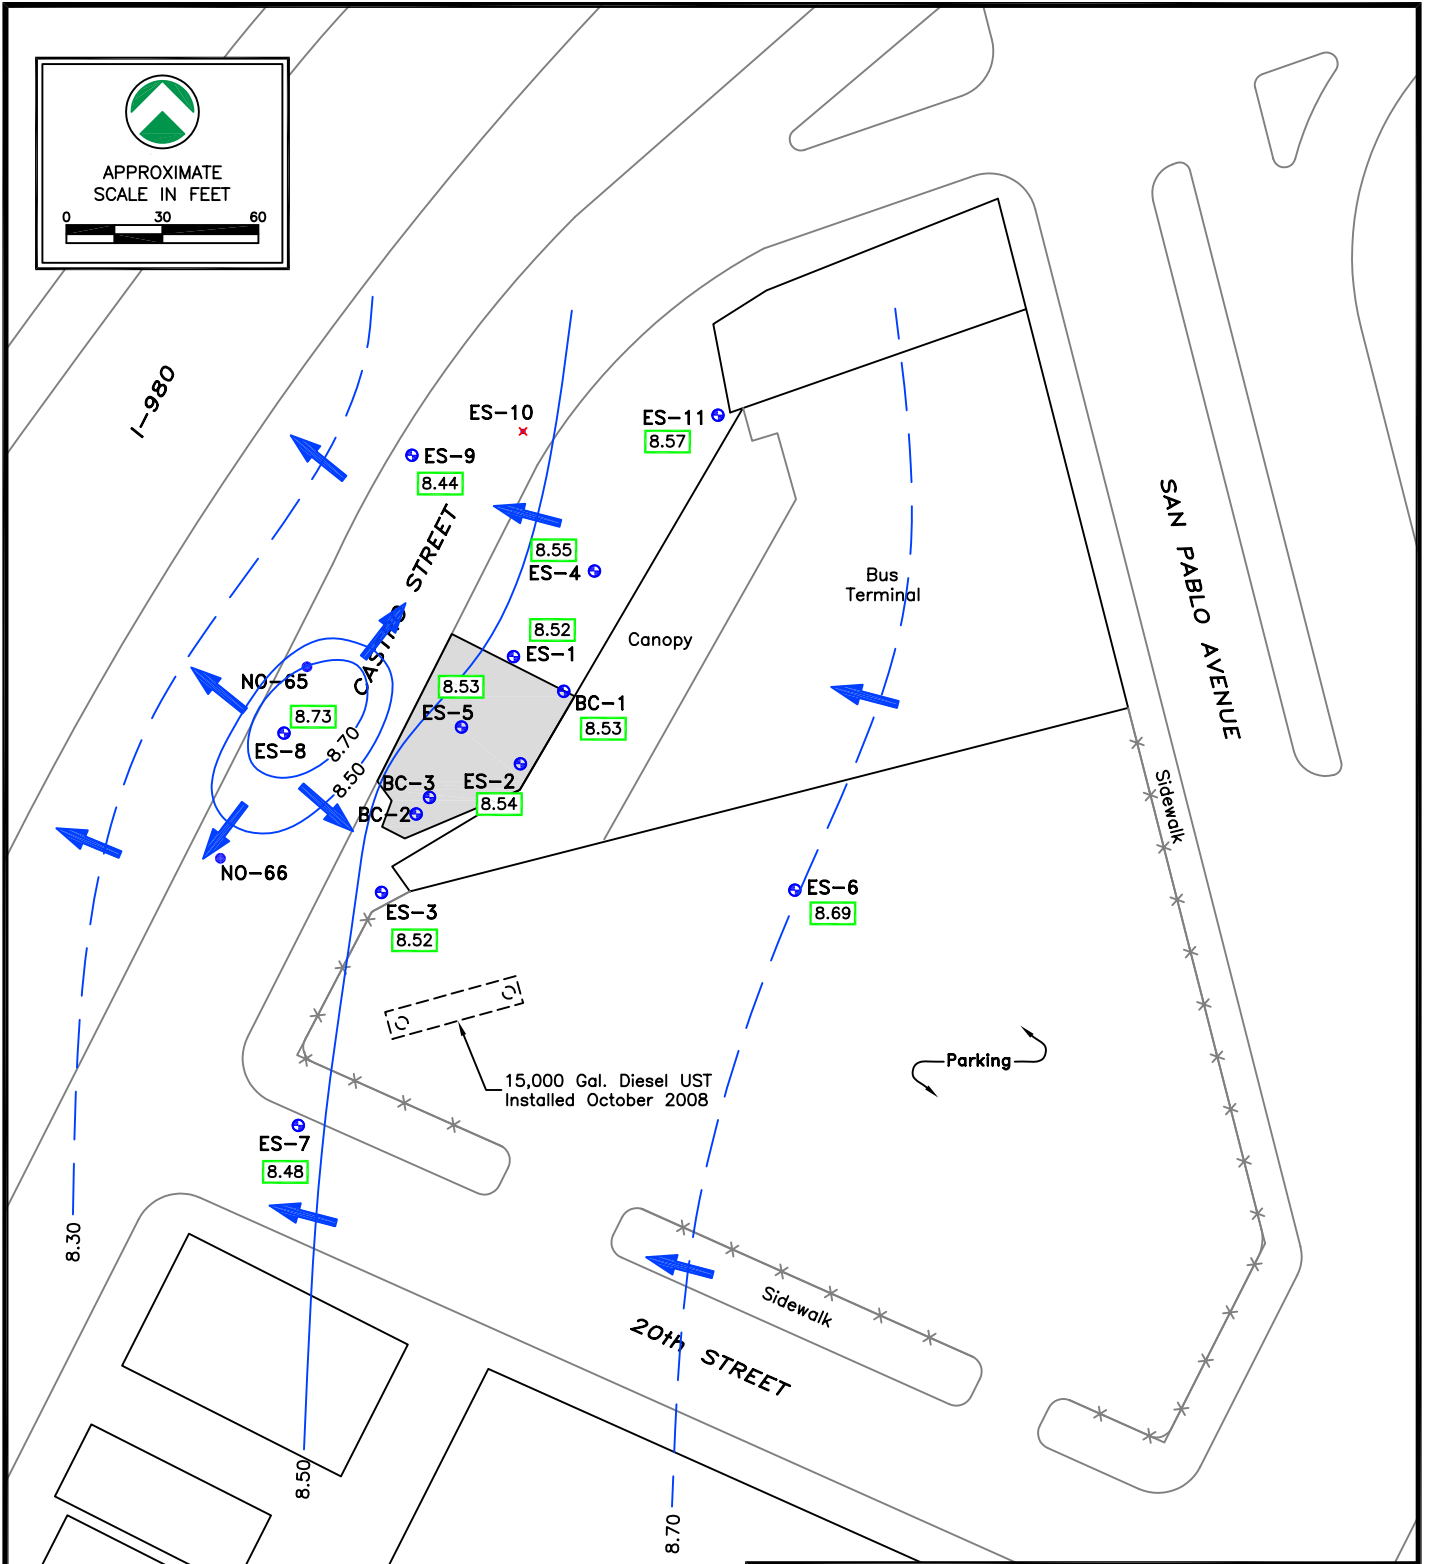 APPROXIMATE
SCALE IN FEET
0 30 60
I-980
ES-10
ES-11
8.57
ES-9
8.44
CASTRO STREET
8.55
ES-4
Bus
Terminal
SAN PABLO AVENUE
8.52
ES-1
Canopy
NO-65
8.53
BC-1
8.53
ES-5
8.73
ES-8
8.70
8.50
BC-3
ES-2
8.54
BC-2
Sidewalk
NO-66
ES-3
8.52
ES-6
8.69
Parking
15,000 Gal. Diesel UST
Installed October 2008
ES-7
8.48
8.30
Sidewalk
20th STREET
8.50
8.70